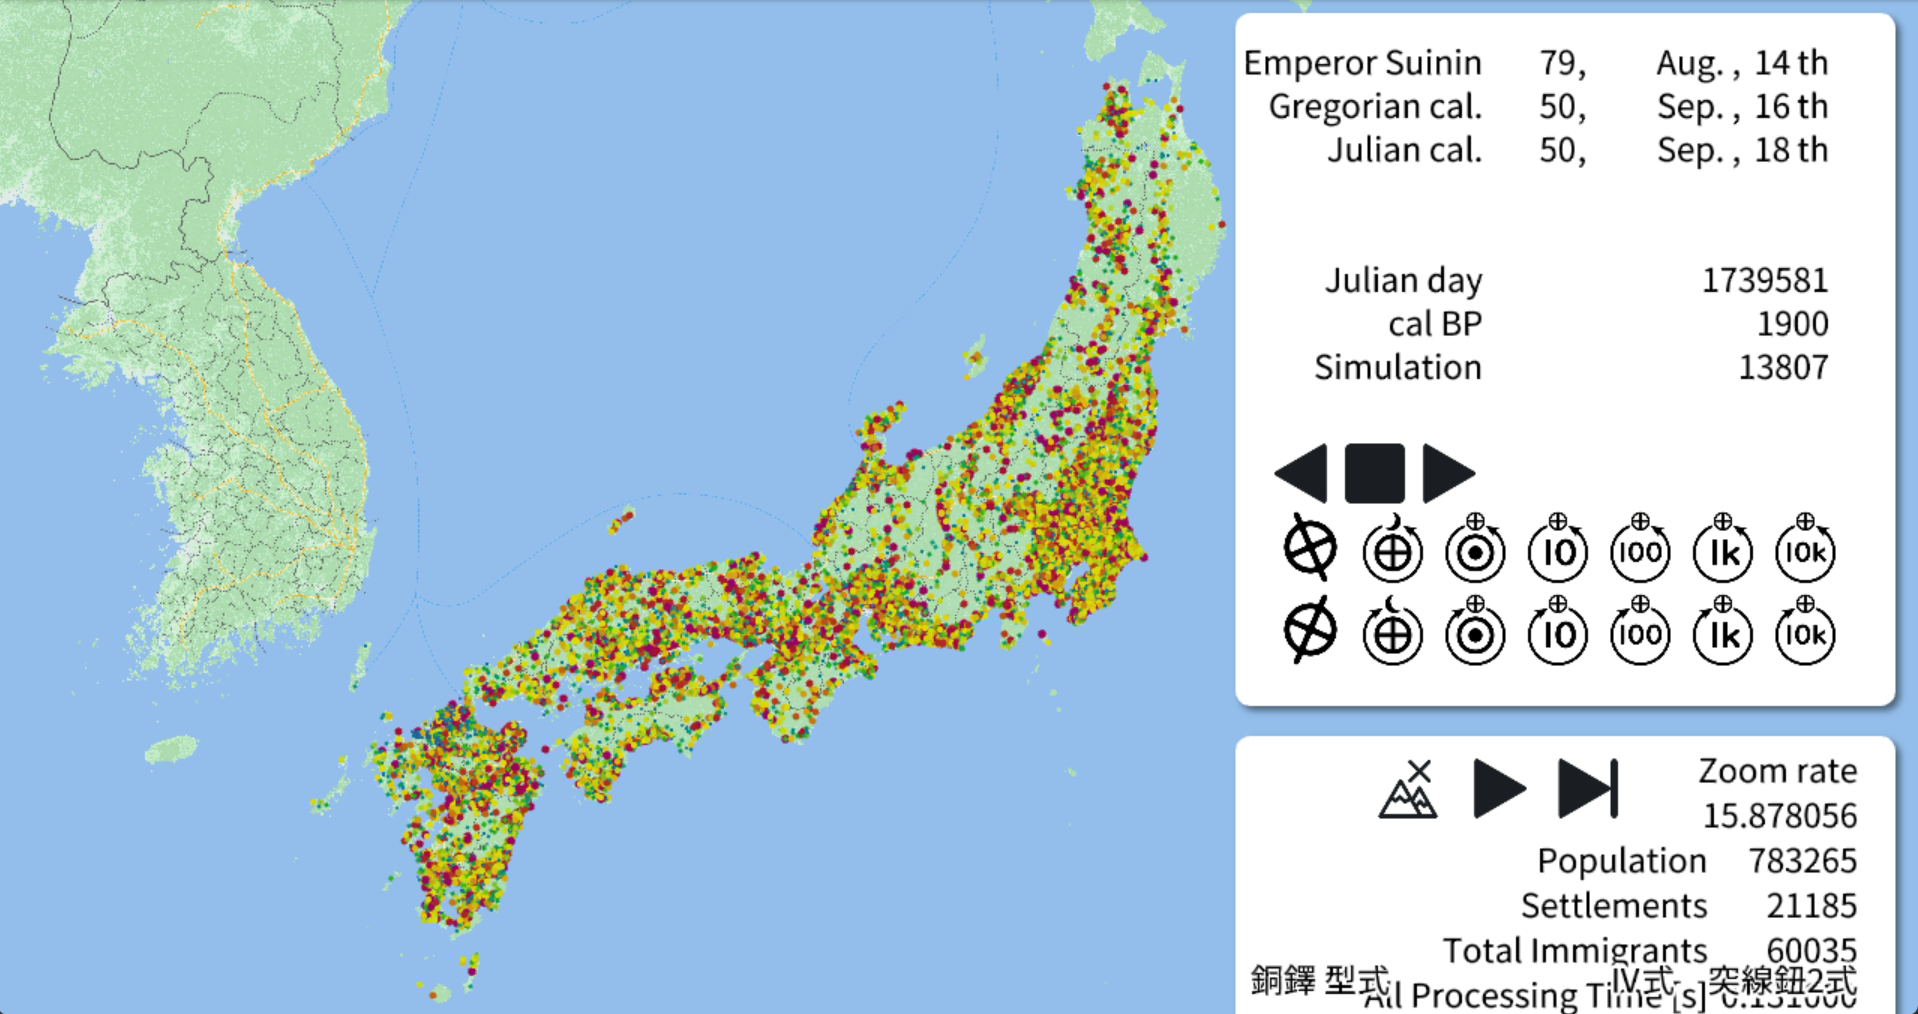 Emperor Suinin 79, Aug. , 14 th
Gregorian cal. 50, Sep. , 16 th
Julian cal. 50, Sep. , 18 th
Julian day 1739581
cal BP 1900
Simulation 13807
10 100 1k 10k
10 100 1k 10k
Zoom rate
15.878056
Population 783265
Settlements 21185
Total Immigrants 60035
銅鐸 型式 IV式 突線鈕2式
All Processing Time [s] 0.131000